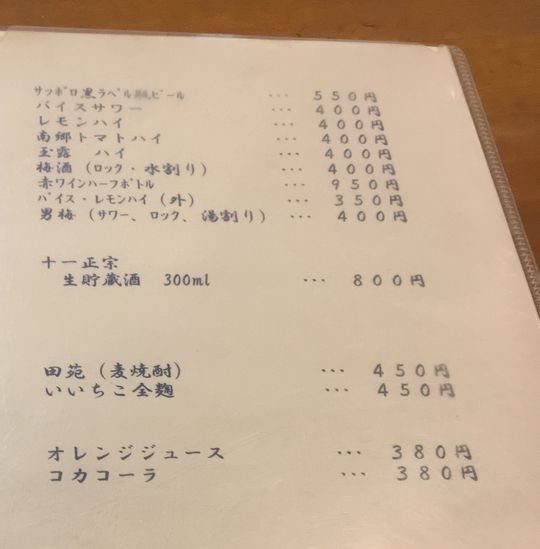 サッポロ黒ラベル瓶ビール ･･･ 550円
バイスサワー ･･･ 400円
レモンハイ ･･･ 400円
南郷トマトハイ ･･･ 400円
玉露 ハイ ･･･ 400円
梅酒(ロック・水割り) ･･･ 400円
赤ワインハーフボトル ･･･ 950円
バイス・レモンハイ(外) ･･･ 350円
男梅(サワー、ロック、湯割り) ･･･ 400円
十一正宗
生貯蔵酒 300ml ･･･ 800円
田苑(麦焼酎) ･･･ 450円
いいちこ全麹 ･･･ 450円
オレンジジュース ･･･ 380円
コカコーラ ･･･ 380円